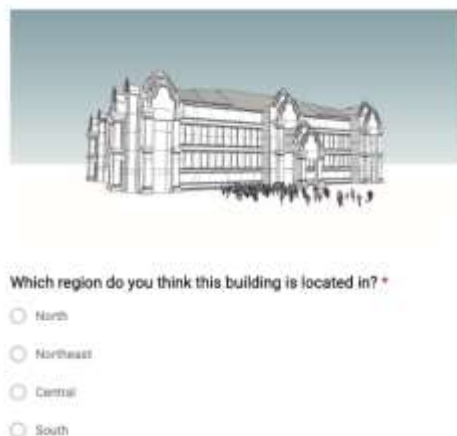 Which region do you think this building is located in? *
North
Northeast
Central
South